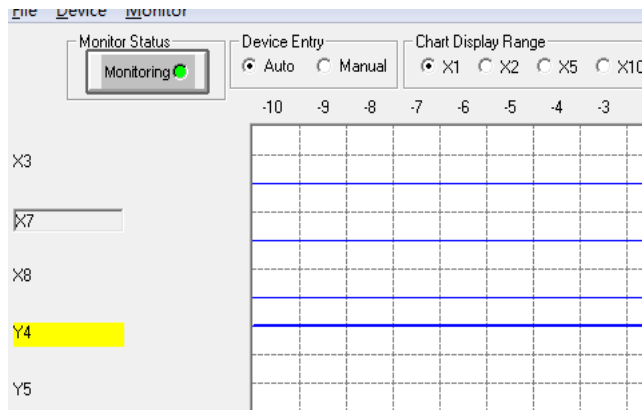 File Device Monitor
Monitor Status Device Entry Chart Display Range
Monitoring Auto Manual X1 X2 X5 X10
-10 -9 -8 -7 -6 -5 -4 -3
X3
X7
X8
Y4
Y5